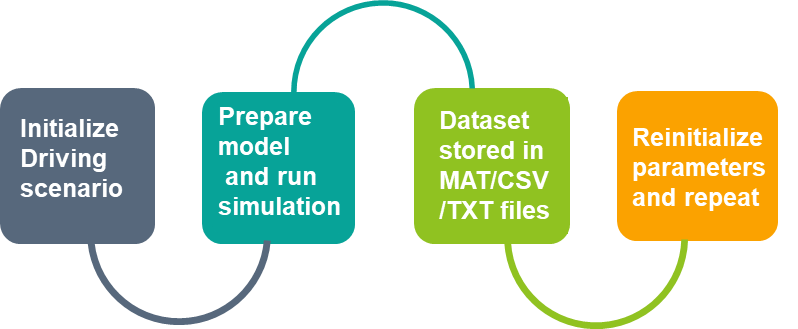 Initialize
Driving
scenario
Prepare
model
and run
simulation
Dataset
stored in
MAT/CSV
/TXT files
Reinitialize
parameters
and repeat